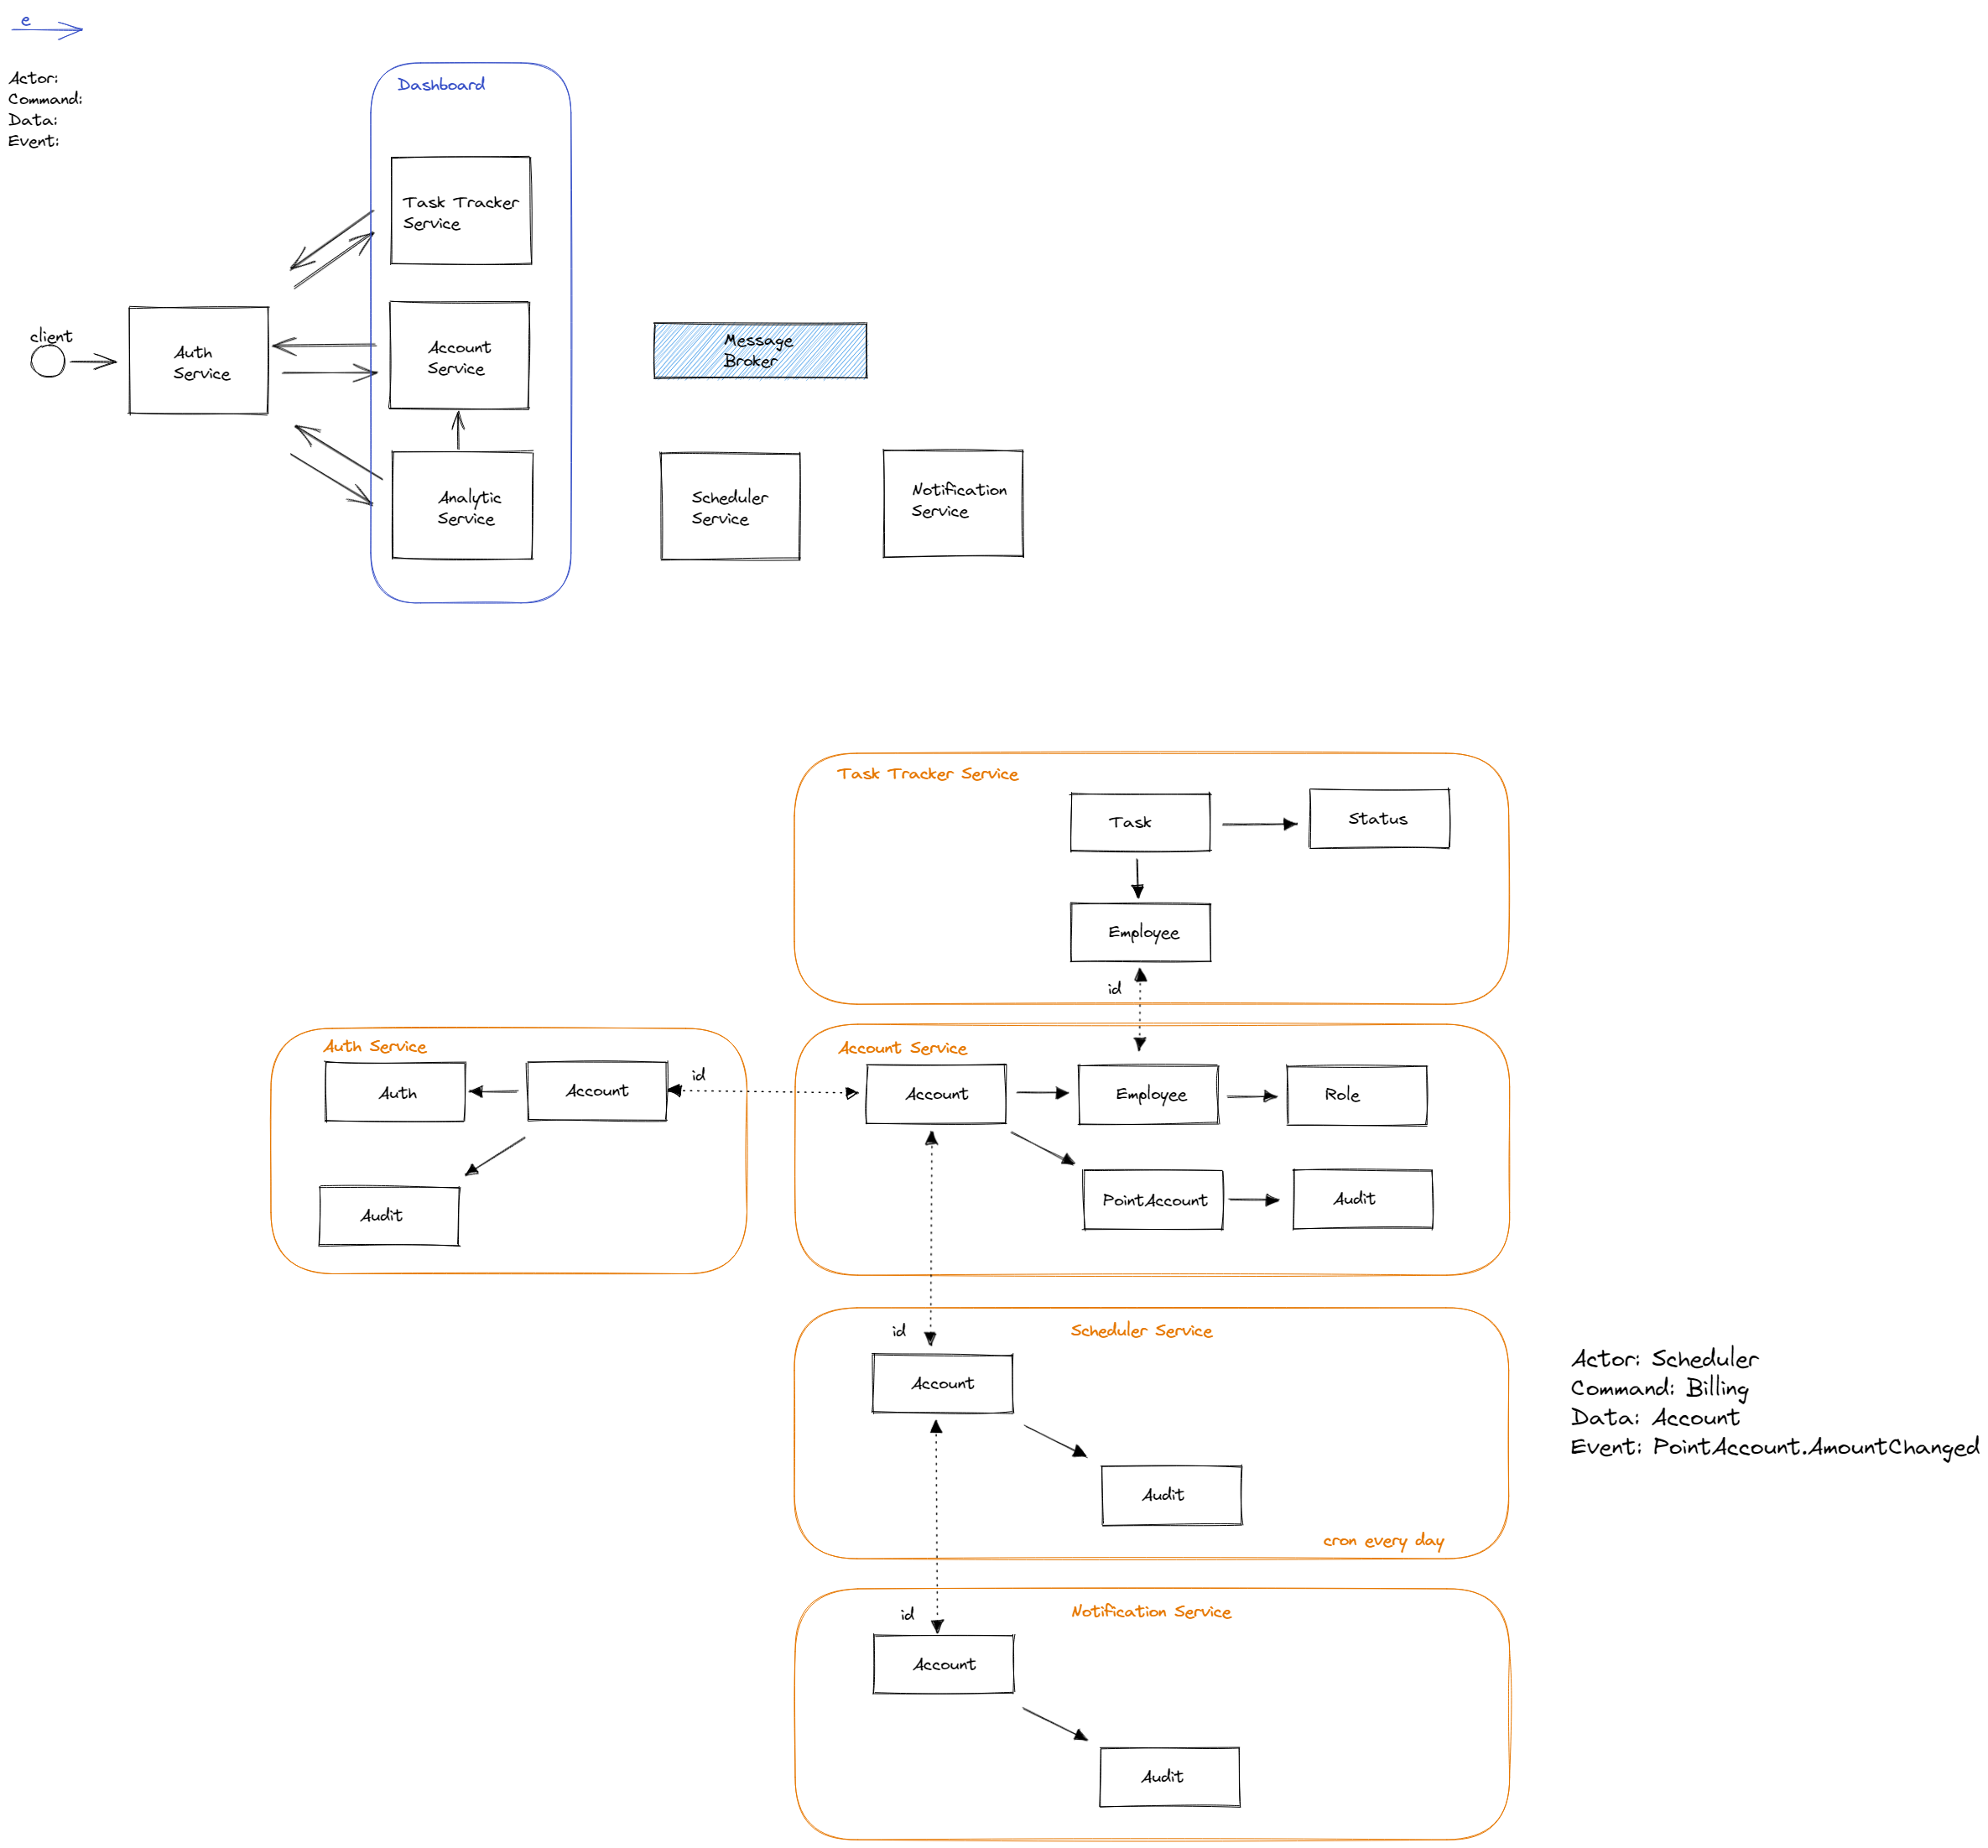 e
Actor:
Command:
Data:
Event:
Dashboard
Task Tracker
Service
client
Auth
Service
Account
Service
Message
Broker
Analytic
Service
Scheduler
Service
Notification
Service
Task Tracker Service
Task
Status
Employee
id
Auth Service
Auth
Account
id
Audit
Account Service
Account
Employee
Role
PointAccount
Audit
id
Scheduler Service
Account
Audit
cron every day
Actor: Scheduler
Command: Billing
Data: Account
Event: PointAccount.AmountChanged
id
Notification Service
Account
Audit